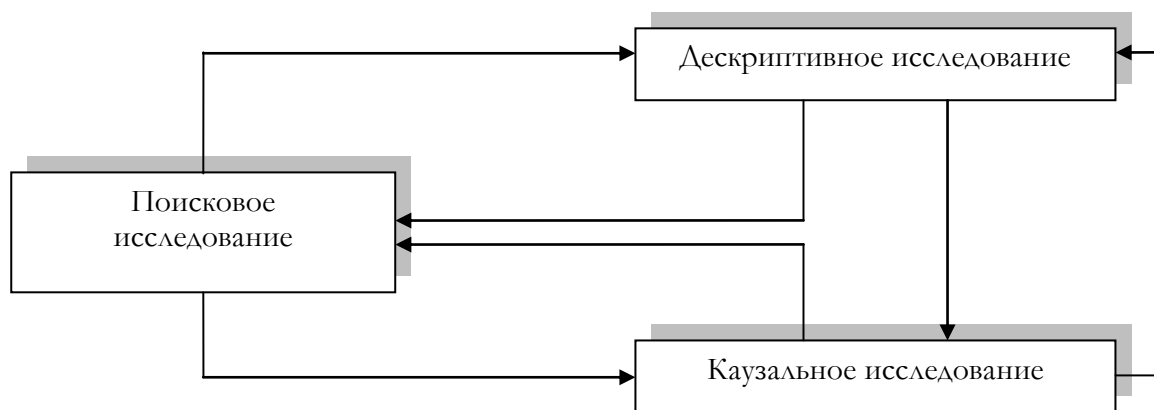 Дескриптивное исследование
Поисковое
исследование
Каузальное исследование